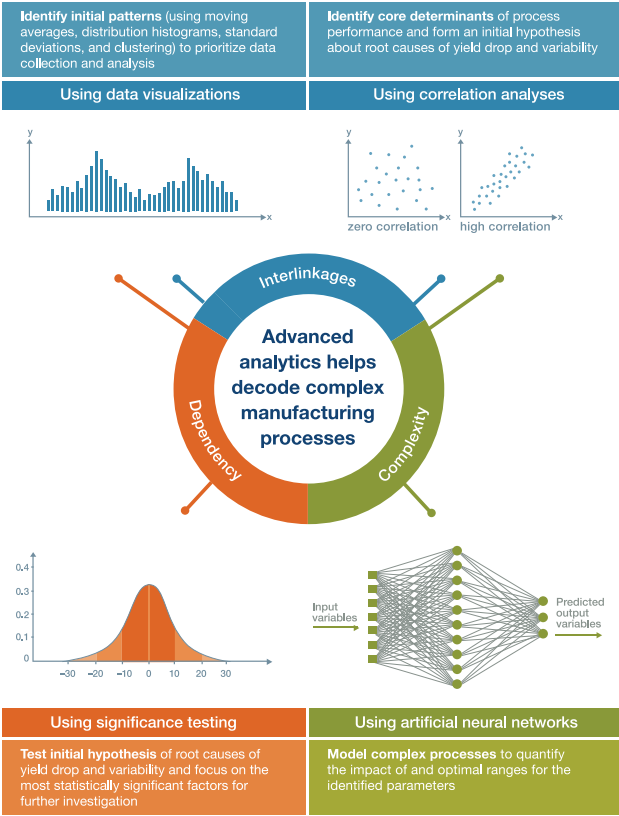 Identify initial patterns (using moving
averages, distribution histograms, standard
deviations, and clustering) to prioritize data
collection and analysis
Identify core determinants of process
performance and form an initial hypothesis
about root causes of yield drop and variability
Using data visualizations
Using correlation analyses
y
x
y
x
zero correlation
y
x
high correlation
Interlinkages
Dependency
Complexity
Advanced
analytics helps
decode complex
manufacturing
processes
0.4
0.3
0.2
0,1
0
–30
–20
–10
0
10
20
30
Input
variables
Predicted
output
variables
Using significance testing
Using artificial neural networks
Test initial hypothesis of root causes of
yield drop and variability and focus on the
most statistically significant factors for
further investigation
Model complex processes to quantify
the impact of and optimal ranges for the
identified parameters